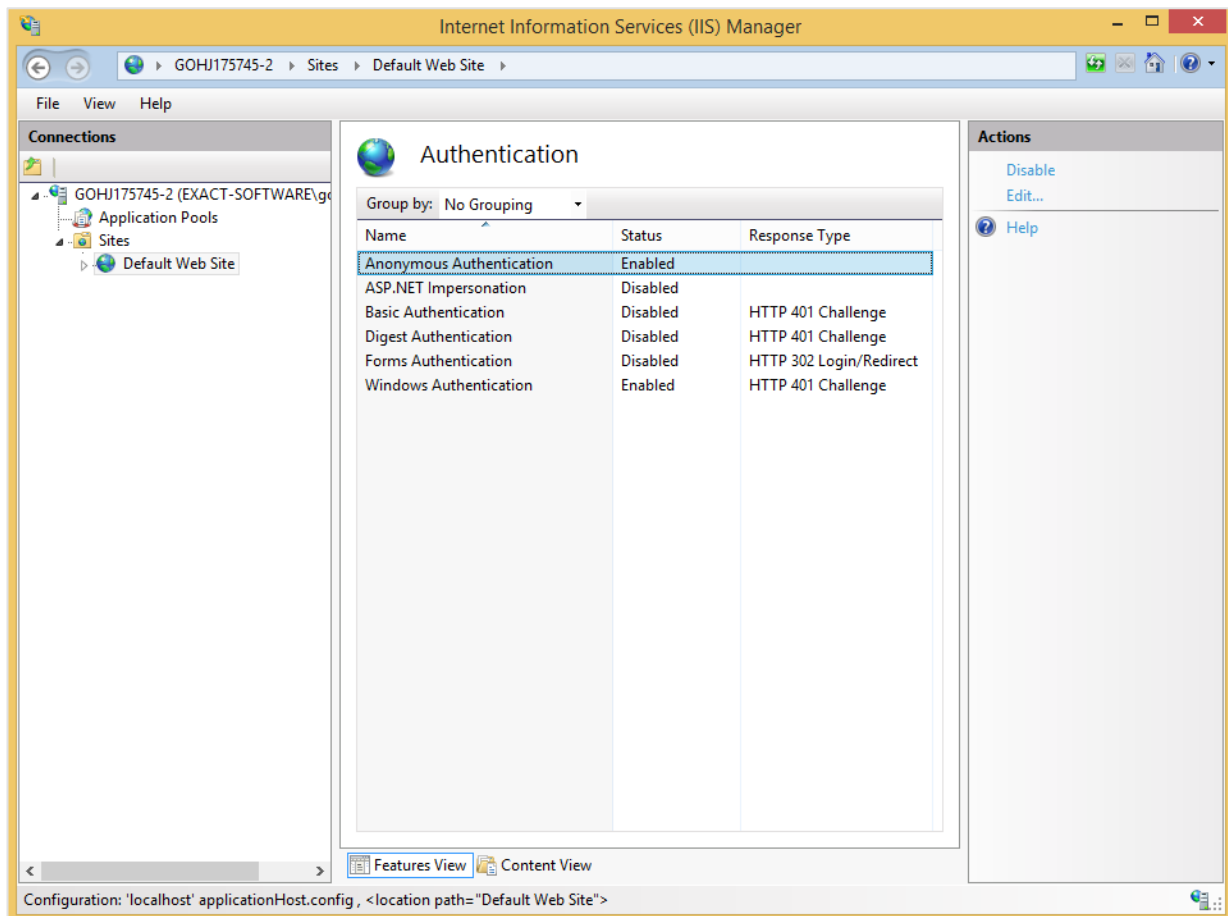 Internet Information Services (IIS) Manager
GOHJ175745-2 Sites Default Web Site
File View Help
Connections
GOHJ175745-2 (EXACT-SOFTWARE\go
Application Pools
Sites
Default Web Site
Authentication
Group by: No Grouping
Name Status Response Type
Anonymous Authentication Enabled
ASP.NET Impersonation Disabled
Basic Authentication Disabled HTTP 401 Challenge
Digest Authentication Disabled HTTP 401 Challenge
Forms Authentication Disabled HTTP 302 Login/Redirect
Windows Authentication Enabled HTTP 401 Challenge
Features View Content View
Actions
Disable
Edit...
Help
Configuration: 'localhost' applicationHost.config , <location path="Default Web Site">